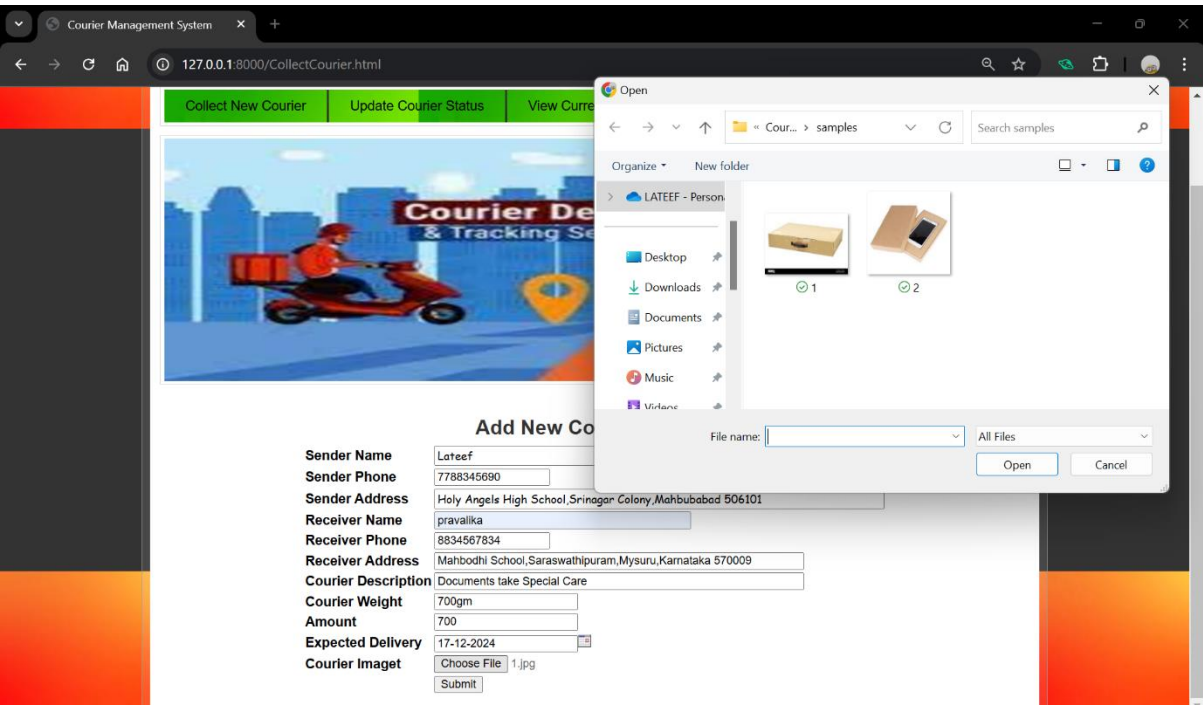 Courier Management System
127.0.0.1:8000/CollectCourier.html
Collect New Courier Update Courier Status View Curre
Courier De
& Tracking Se
Open
« Cour... > samples
Search samples
Organize New folder
LATEEF - Person
Desktop
Downloads
Documents
Pictures
Music
Videos
1 2
File name: All Files
Open Cancel
Add New Co
Sender Name Lateef
Sender Phone 7788345690
Sender Address Holy Angels High School,Srinagar Colony,Mahbubabad 506101
Receiver Name pravalika
Receiver Phone 8834567834
Receiver Address Mahbodhi School,Saraswathipuram,Mysuru,Karnataka 570009
Courier Description Documents take Special Care
Courier Weight 700gm
Amount 700
Expected Delivery 17-12-2024
Courier Imaget Choose File 1.jpg
Submit